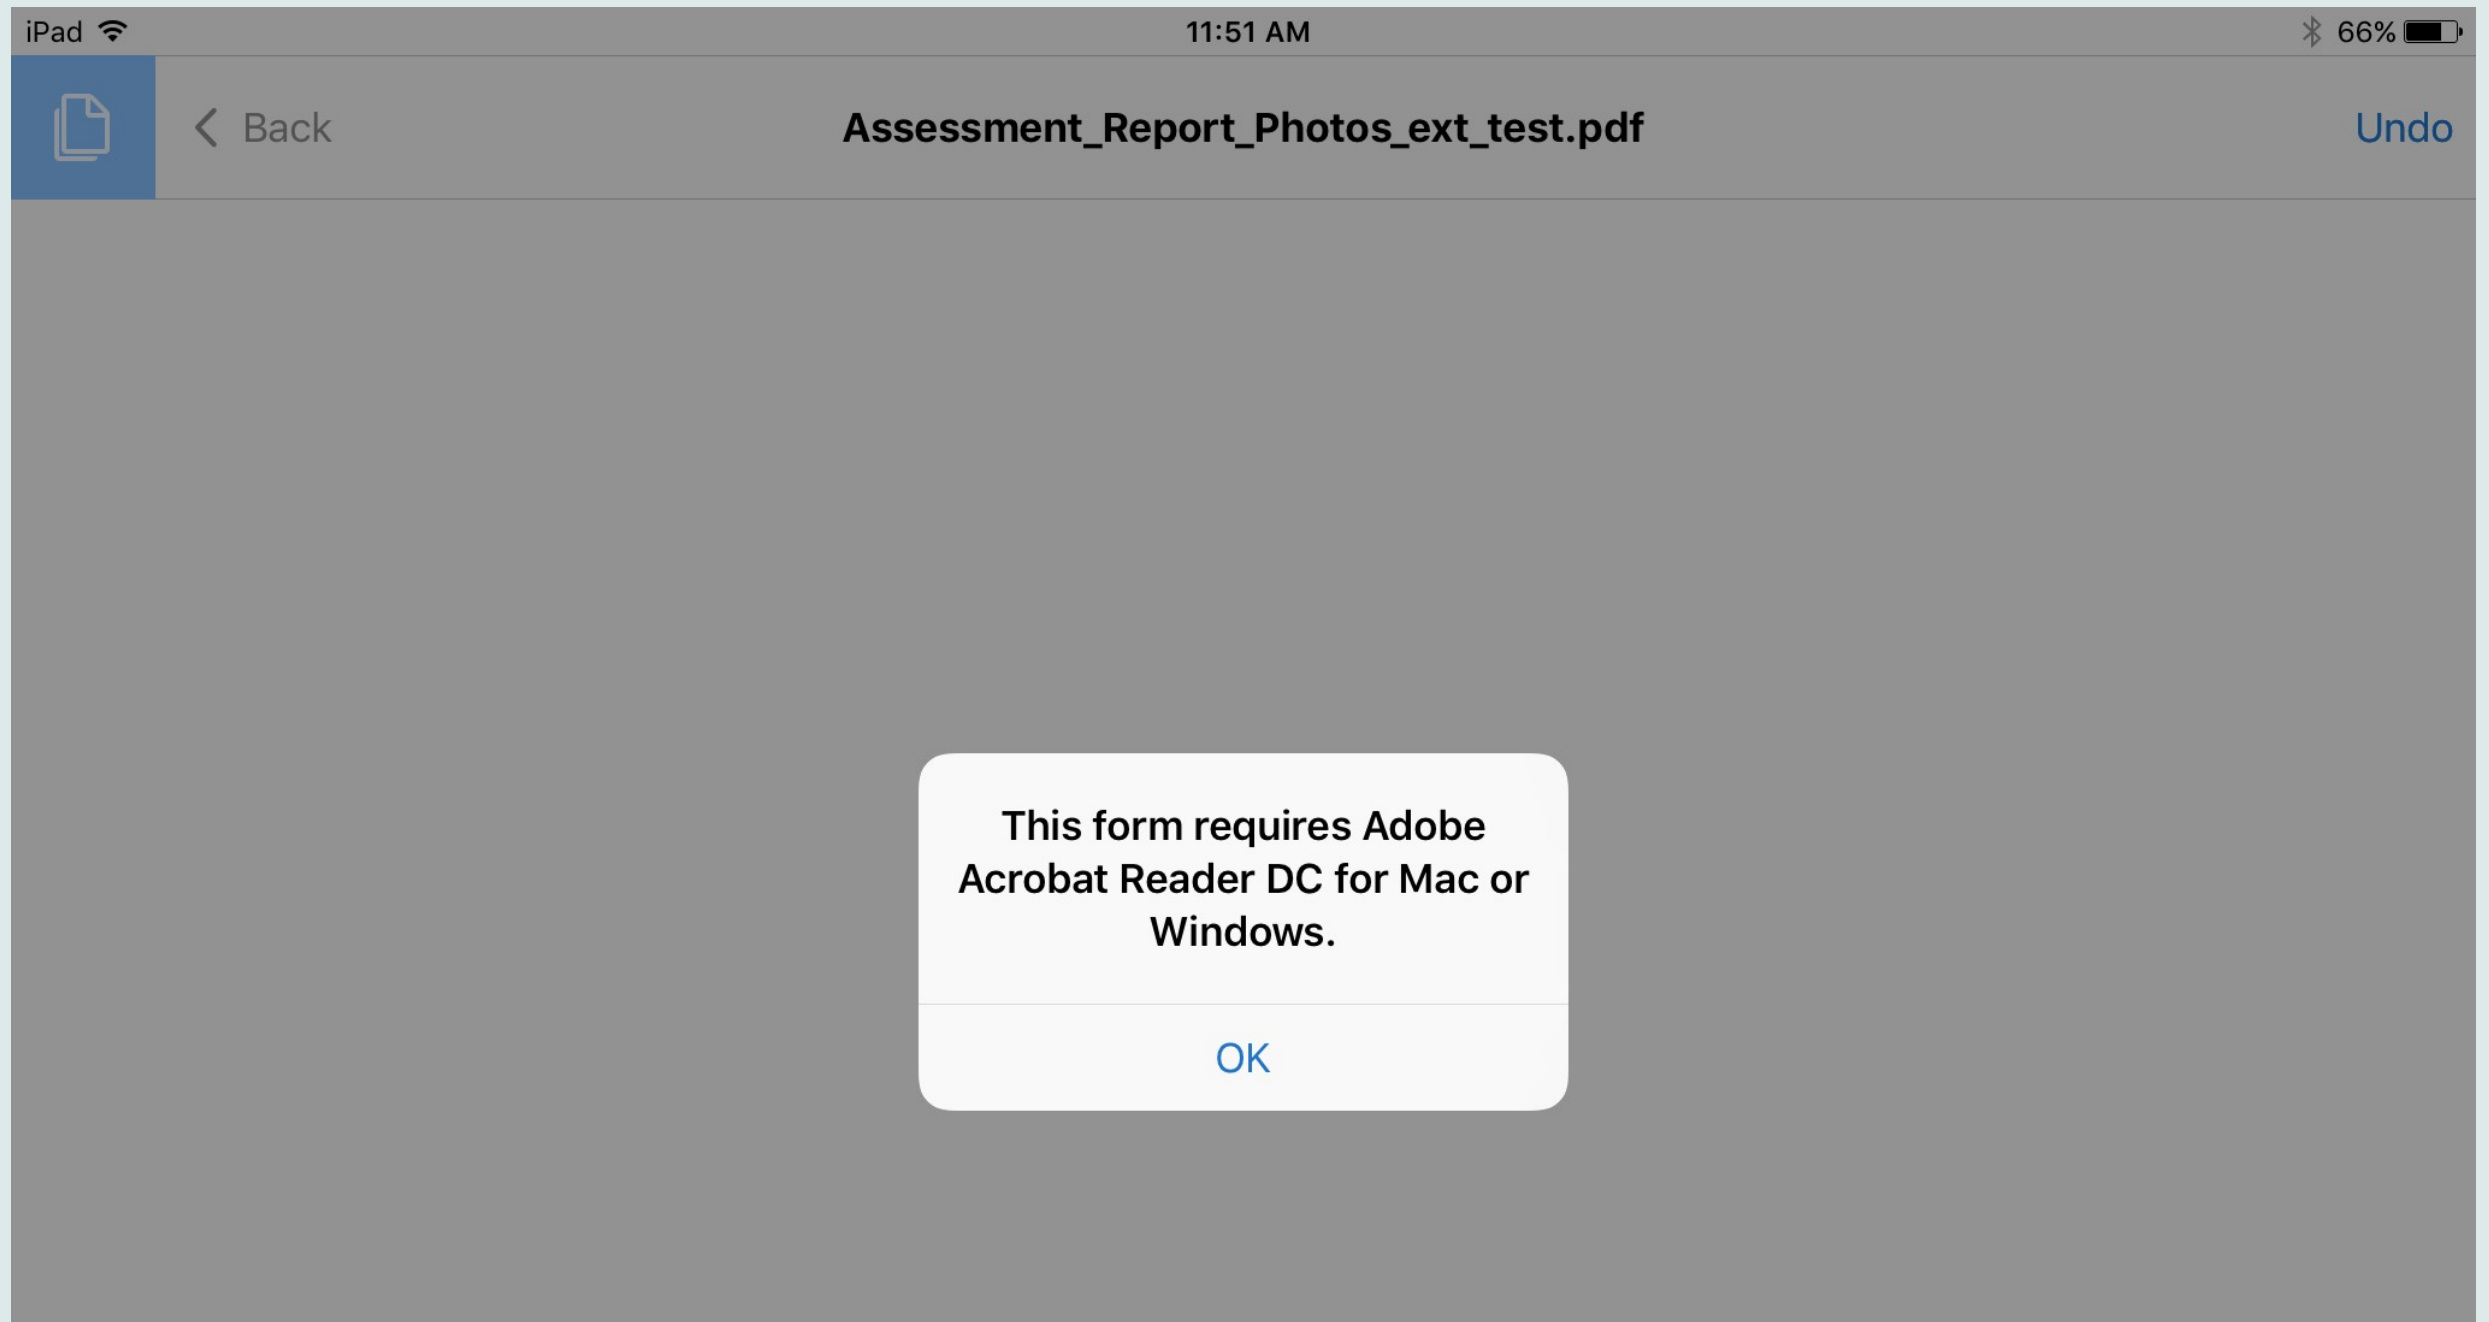 iPad
11:51 AM
66%
Back
Assessment_Report_Photos_ext_test.pdf
Undo
This form requires Adobe
Acrobat Reader DC for Mac or
Windows.
OK